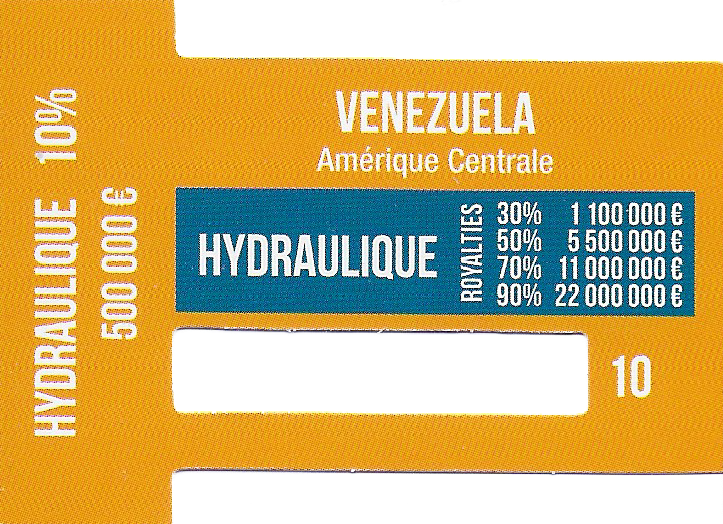 HYDRAULIQUE 10%
500 000 €
VENEZUELA
Amérique Centrale
HYDRAULIQUE
ROYALTIES
30% 1 100 000 €
50% 5 500 000 €
70% 11 000 000 €
90% 22 000 000 €
10